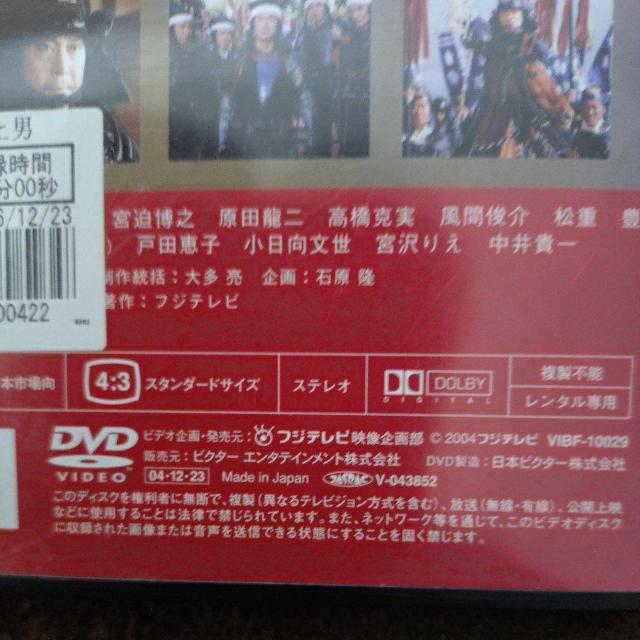 と男
録時間
分00秒
6/12/23
00422
宮迫博之 原田龍二 高橋克実 風間俊介 松重 豊
) 戸田恵子 小日向文世 宮沢りえ 中井貴一
制作統括：大多 亮 企画：石原 隆
著作：フジテレビ
本市場向 4:3 スタンダードサイズ ステレオ DOLBY DIGITAL 複製不能
レンタル専用
DVD VIDEO
ビデオ企画・発売元：フジテレビ映像企画部 © 2004フジテレビ VIBF-10029
販売元：ビクター エンタテインメント株式会社 DVD製造：日本ビクター株式会社
04・12・23 Made in Japan JASRAC V-043852
このディスクを権利者に無断で、複製（異なるテレビジョン方式を含む）、放送（無線・有線）、公開上映
などに使用することは法律で禁じられています。また、ネットワーク等を通じて、このビデオディスク
に収録された画像または音声を送信できる状態にすることを固く禁じます。